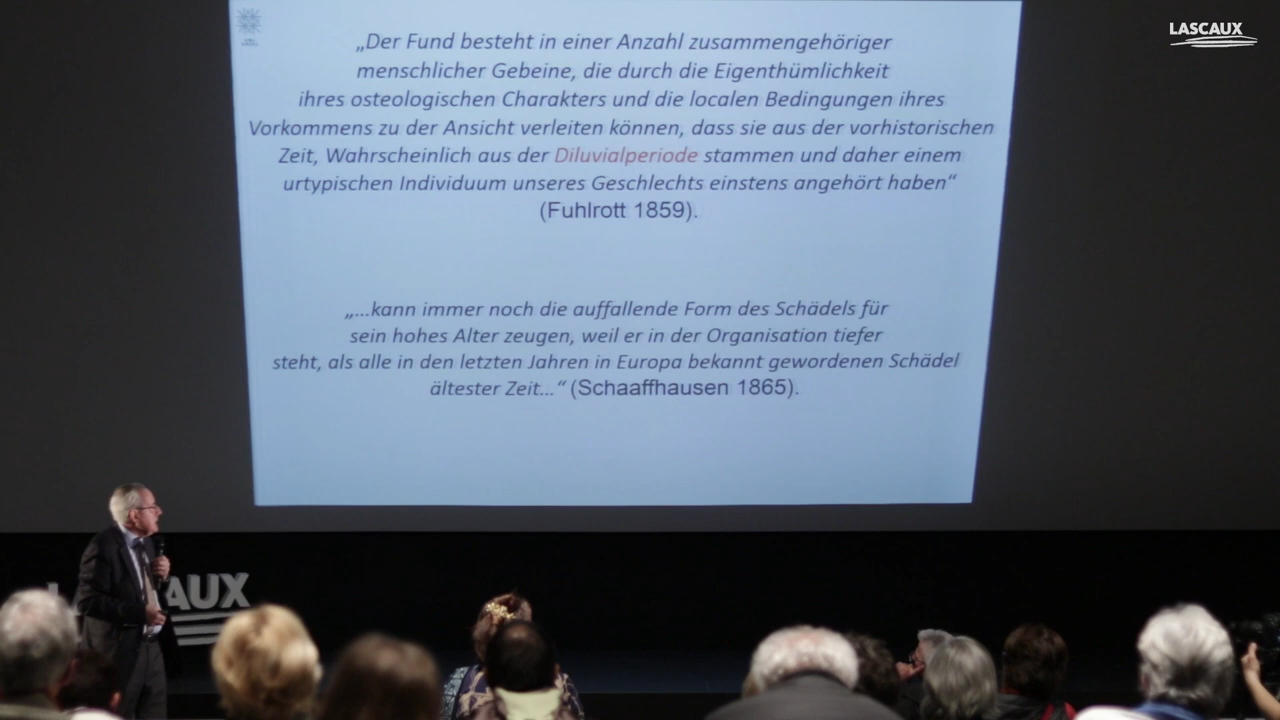 LASCAUX
„Der Fund besteht in einer Anzahl zusammengehöriger
menschlicher Gebeine, die durch die Eigenthümlichkeit
ihres osteologischen Charakters und die localen Bedingungen ihres
Vorkommens zu der Ansicht verleiten können, dass sie aus der vorhistorischen
Zeit, Wahrscheinlich aus der Diluvialperiode stammen und daher einem
urtypischen Individuum unseres Geschlechts einstens angehört haben“
(Fuhlrott 1859).
„...kann immer noch die auffallende Form des Schädels für
sein hohes Alter zeugen, weil er in der Organisation tiefer
steht, als alle in den letzten Jahren in Europa bekannt gewordenen Schädel
ältester Zeit...“ (Schaaffhausen 1865).
AUX